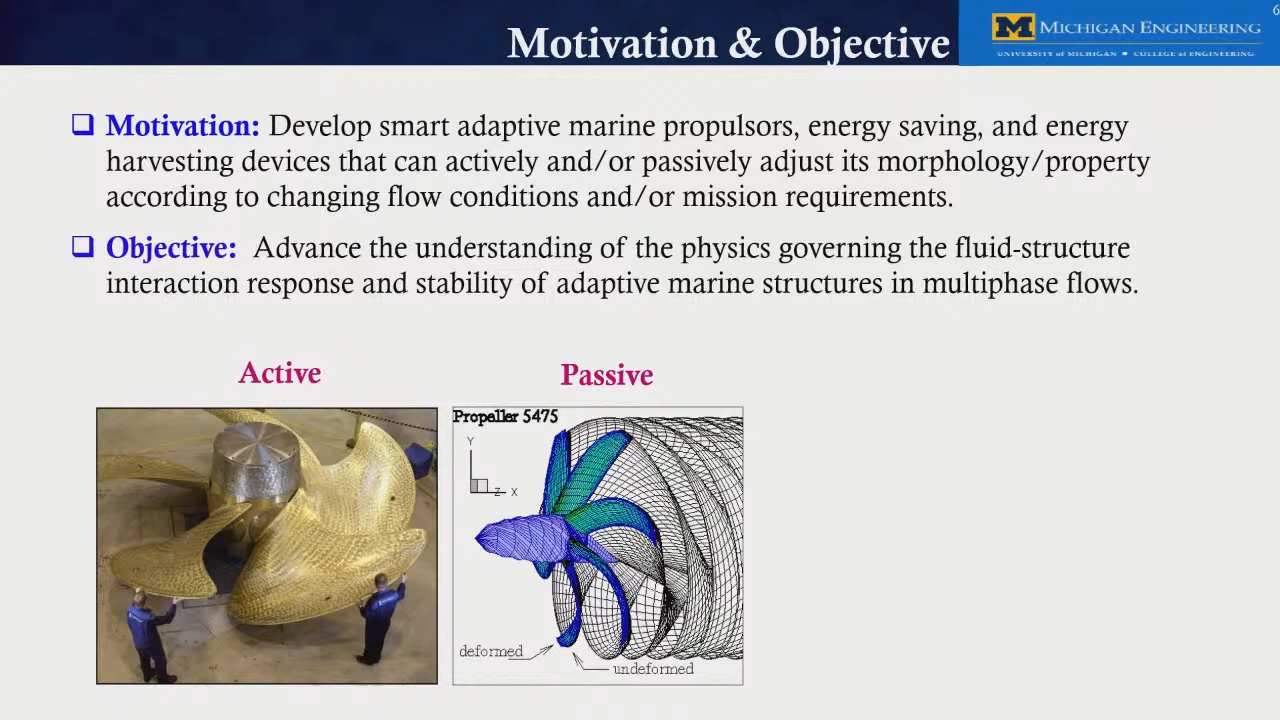 Motivation & Objective
6
MICHIGAN ENGINEERING
UNIVERSITY of MICHIGAN ■ COLLEGE of ENGINEERING
❑ Motivation: Develop smart adaptive marine propulsors, energy saving, and energy
harvesting devices that can actively and/or passively adjust its morphology/property
according to changing flow conditions and/or mission requirements.
❑ Objective: Advance the understanding of the physics governing the fluid-structure
interaction response and stability of adaptive marine structures in multiphase flows.
Active
Passive
Propeller 5475
Y
Z X
deformed
undeformed